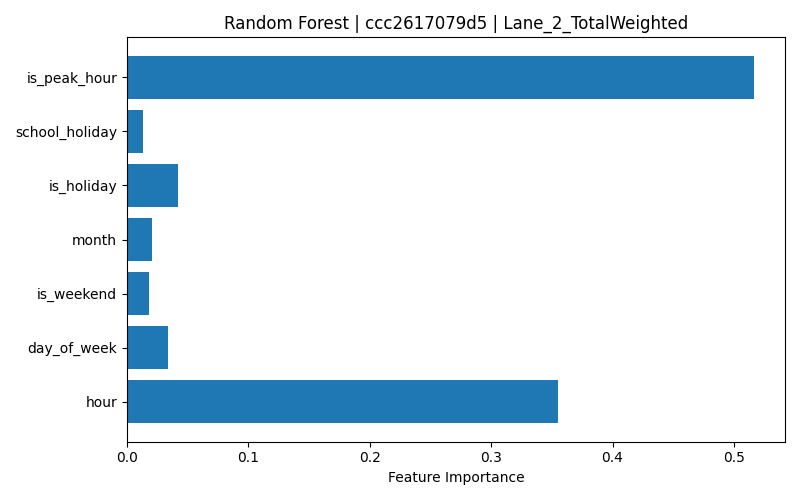 Random Forest | ccc2617079d5 | Lane_2_TotalWeighted
is_peak_hour
school_holiday
is_holiday
month
is_weekend
day_of_week
hour
0.0 0.1 0.2 0.3 0.4 0.5
Feature Importance